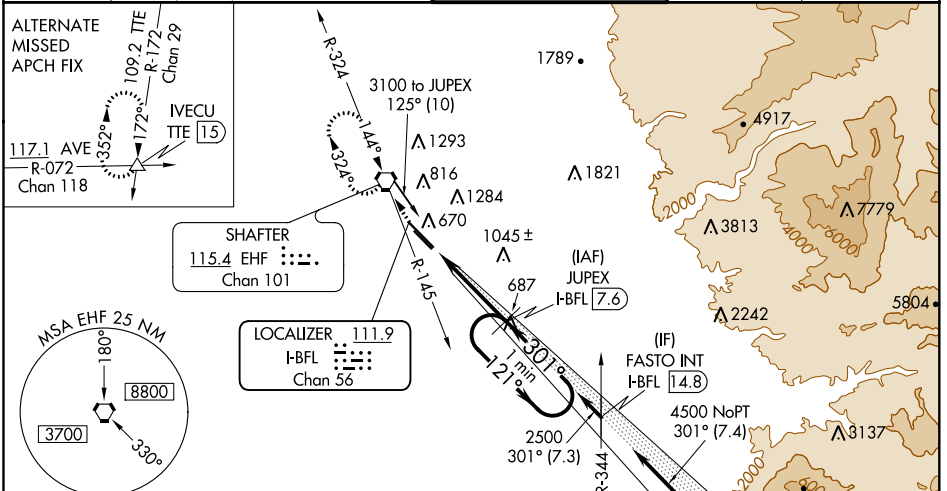 ALTERNATE
MISSED
APCH FIX
109.2 TTE
R-172
Chan 29
352°
172°
IVECU
TTE 15
117.1 AVE
R-072
Chan 118
R-324
3100 to JUPEX
125° (10)
144°
324°
1293
816
1284
670
1789
4917
1821
2000
3813
4000
6000
7779
SHAFTER
115.4 EHF
Chan 101
R-145
1045 ±
687
(IAF)
JUPEX
I-BFL 7.6
2242
5804
LOCALIZER 111.9
I-BFL
Chan 56
301°
1 min
121°
(IF)
FASTO INT
I-BFL 14.8
4500 NoPT
301° (7.4)
2500
301° (7.3)
R-344
3137
2000
MSA EHF 25 NM
180°
8800
3700
330°